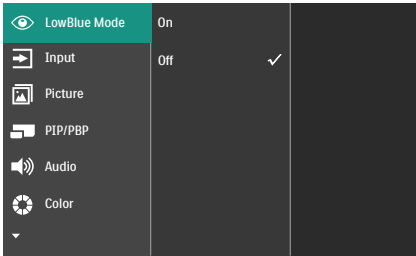 LowBlue Mode
On
Input
Off
Picture
PIP/PBP
Audio
Color